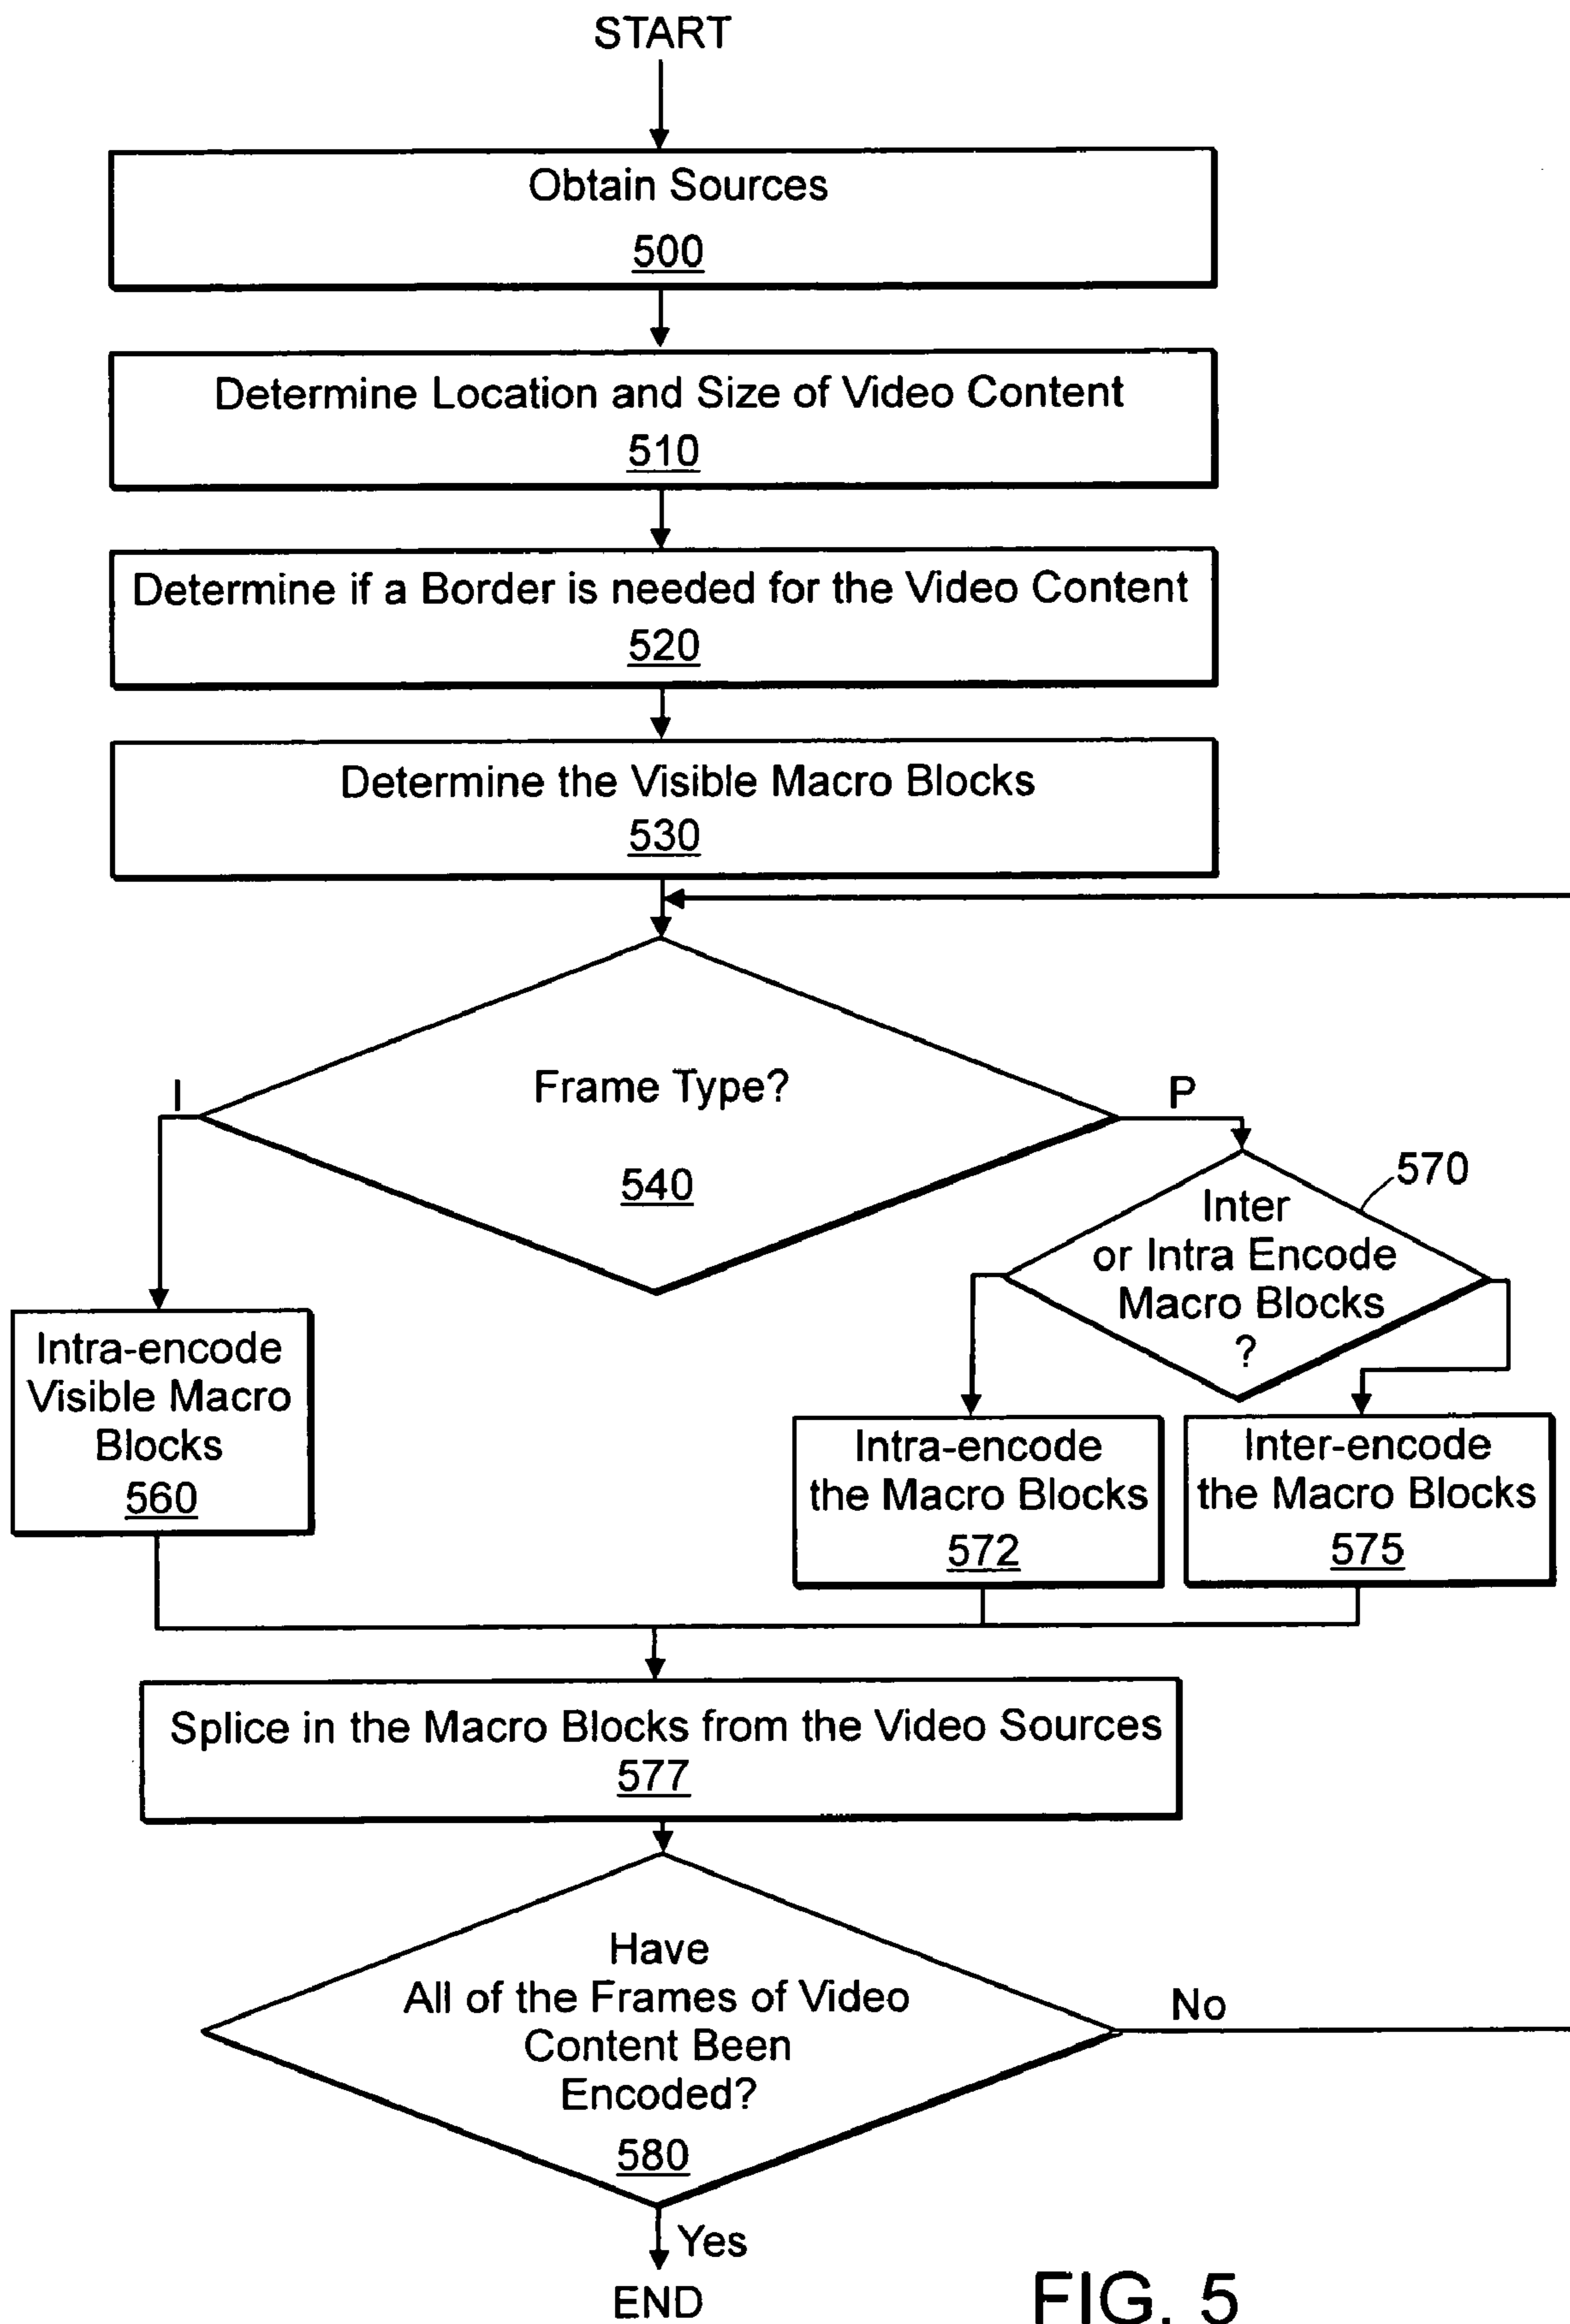 START
Obtain Sources
500
Determine Location and Size of Video Content
510
Determine if a Border is needed for the Video Content
520
Determine the Visible Macro Blocks
530
Frame Type?
540
I
P
570
Inter
or Intra Encode
Macro Blocks
?
Intra-encode
Visible Macro
Blocks
560
Intra-encode
the Macro Blocks
572
Inter-encode
the Macro Blocks
575
Splice in the Macro Blocks from the Video Sources
577
Have
All of the Frames of Video
Content Been
Encoded?
580
No
Yes
END
FIG. 5